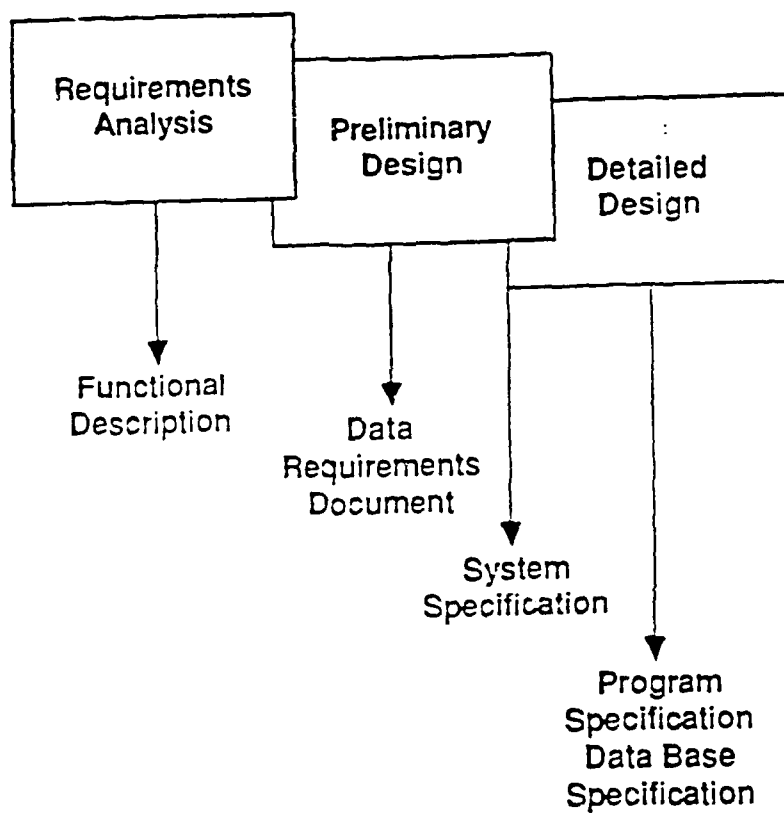 Requirements
Analysis
Preliminary
Design
Detailed
Design
Functional
Description
Data
Requirements
Document
System
Specification
Program
Specification
Data Base
Specification